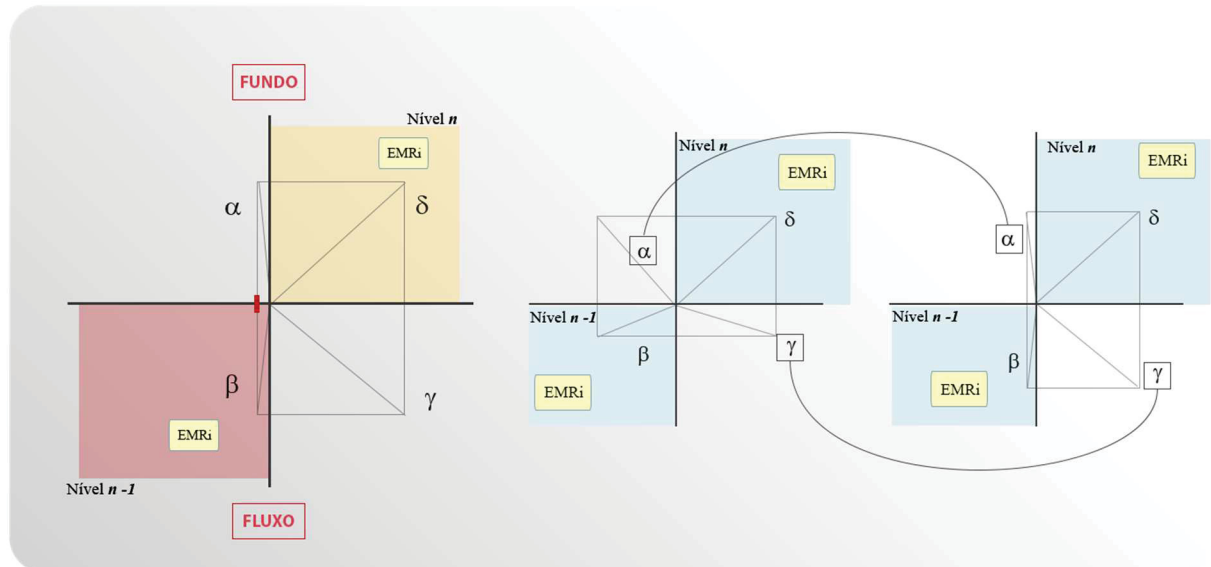 FUNDO
Nível n
EMRi
α
δ
β
γ
EMRi
Nível n -1
FLUXO
Nível n
EMRi
δ
α
Nível n -1
β
γ
EMRi
Nível n
EMRi
δ
α
Nível n -1
β
γ
EMRi